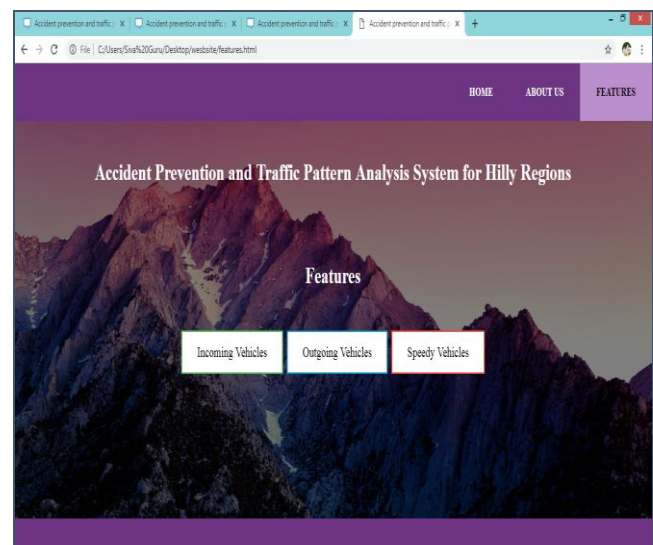 Accident prevention and traffic p X Accident prevention and traffic p X Accident prevention and traffic p X Accident prevention and traffic p X +
File | C:/Users/Siva%20Guru/Desktop/wesbsite/features.html
HOME ABOUT US FEATURES
Accident Prevention and Traffic Pattern Analysis System for Hilly Regions
Features
Incoming Vehicles Outgoing Vehicles Speedy Vehicles